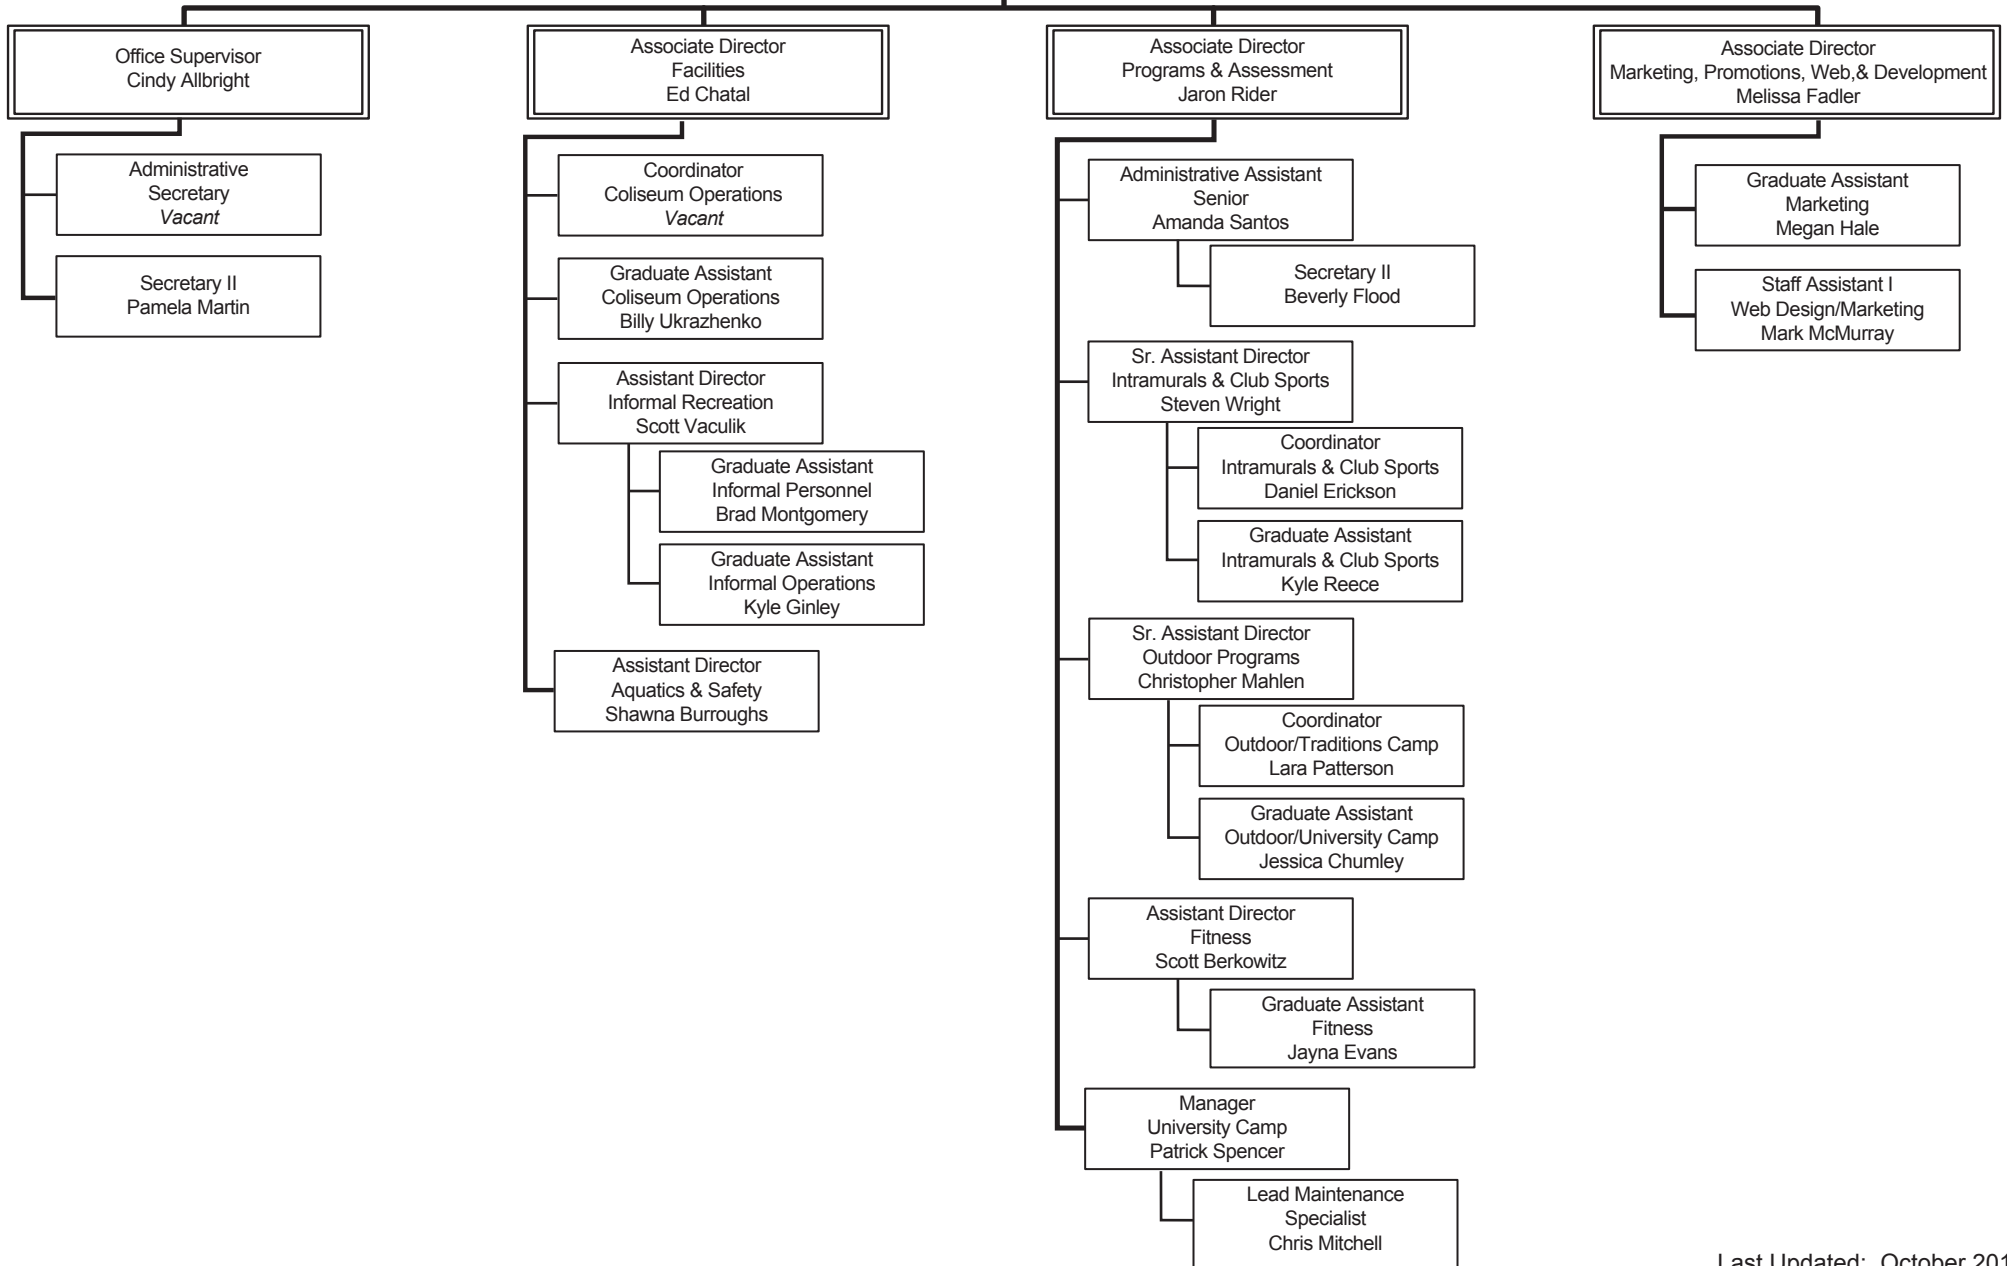 Office Supervisor
Cindy Allbright
Administrative
Secretary
Vacant
Secretary II
Pamela Martin
Associate Director
Facilities
Ed Chatal
Coordinator
Coliseum Operations
Vacant
Graduate Assistant
Coliseum Operations
Billy Ukrazhenko
Assistant Director
Informal Recreation
Scott Vaculik
Graduate Assistant
Informal Personnel
Brad Montgomery
Graduate Assistant
Informal Operations
Kyle Ginley
Assistant Director
Aquatics & Safety
Shawna Burroughs
Associate Director
Programs & Assessment
Jaron Rider
Administrative Assistant
Senior
Amanda Santos
Secretary II
Beverly Flood
Sr. Assistant Director
Intramurals & Club Sports
Steven Wright
Coordinator
Intramurals & Club Sports
Daniel Erickson
Graduate Assistant
Intramurals & Club Sports
Kyle Reece
Sr. Assistant Director
Outdoor Programs
Christopher Mahlen
Coordinator
Outdoor/Traditions Camp
Lara Patterson
Graduate Assistant
Outdoor/University Camp
Jessica Chumley
Assistant Director
Fitness
Scott Berkowitz
Graduate Assistant
Fitness
Jayna Evans
Manager
University Camp
Patrick Spencer
Lead Maintenance
Specialist
Chris Mitchell
Associate Director
Marketing, Promotions, Web,& Development
Melissa Fadler
Graduate Assistant
Marketing
Megan Hale
Staff Assistant I
Web Design/Marketing
Mark McMurray
Last Updated: October 201